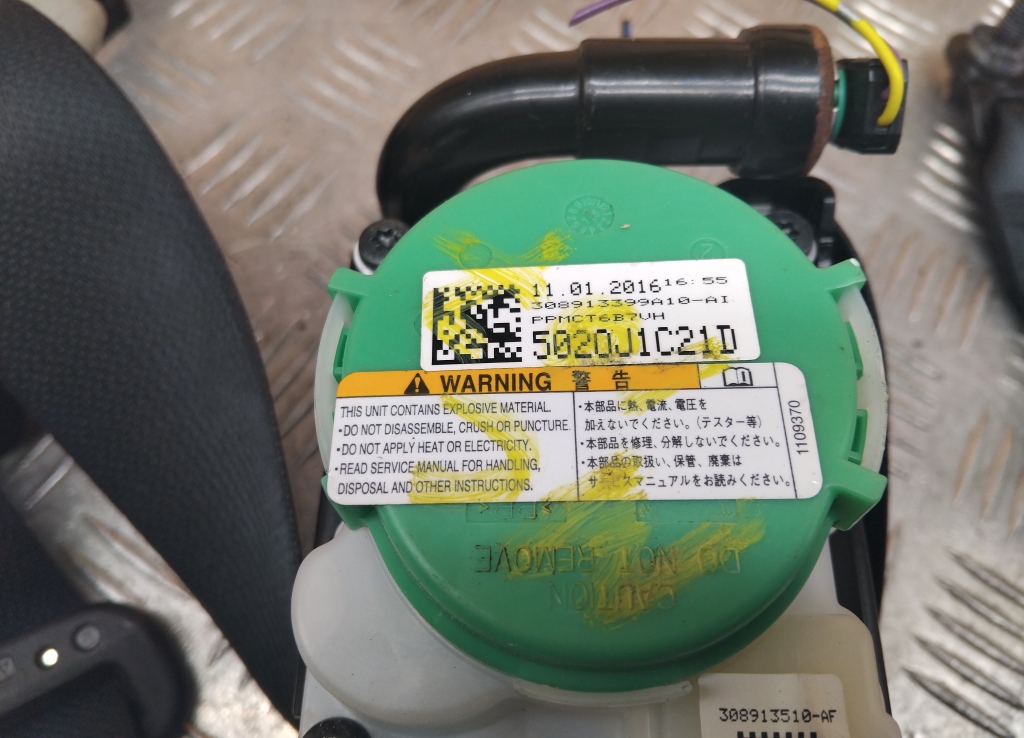 11.01.2016 16:55
308913399A10-AI
PPMCT6B7VH
5020J1C21D
WARNING 警告
THIS UNIT CONTAINS EXPLOSIVE MATERIAL.
•DO NOT DISASSEMBLE, CRUSH OR PUNCTURE.
•DO NOT APPLY HEAT OR ELECTRICITY.
•READ SERVICE MANUAL FOR HANDLING,
DISPOSAL AND OTHER INSTRUCTIONS.
•本部品に熱、電流、電圧を
加えないでください。(テスター等)
•本部品を修理、分解しないでください。
•本部品の取扱い、保管、廃棄は
サービスマニュアルをお読みください。
1109370
CAUTION
DO NOT REMOVE
308913510-AF